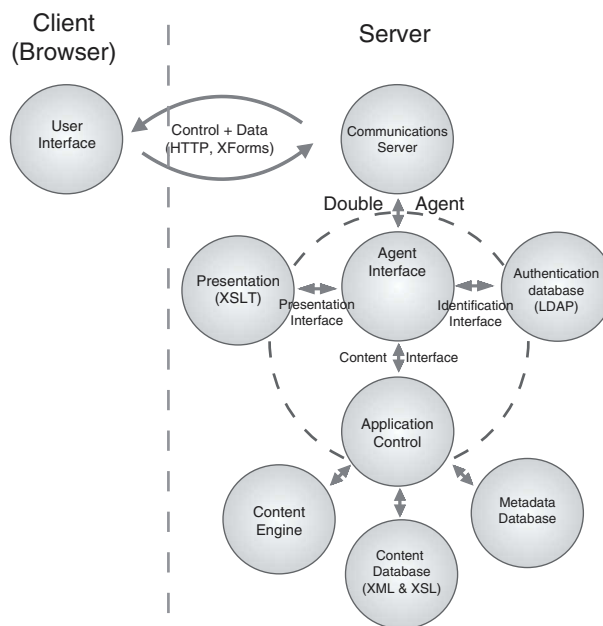 Client
(Browser)
Server
User
Interface
Control + Data
(HTTP, XForms)
Communications
Server
Double Agent
Agent
Interface
Presentation
(XSLT)
Presentation
Interface
Identification
Interface
Authentication
database
(LDAP)
Content Interface
Application
Control
Content
Engine
Content
Database
(XML & XSL)
Metadata
Database